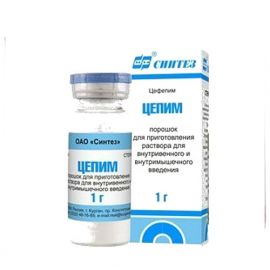 ОАО «Синтез»
ЦЕПИМ
порошок
для приготовления
раствора для
внутривенного и
внутримышечного
введения
1 г
СИНТЕЗ
Цефепим
ЦЕПИМ
порошок
для приготовления
раствора для
внутривенного и
внутримышечного
введения
1 г